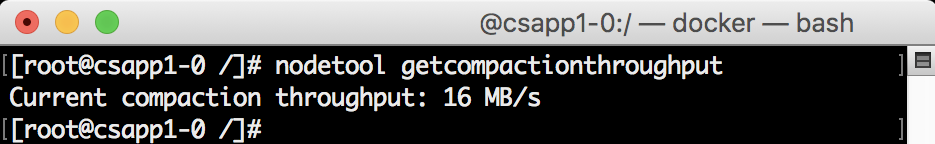 @csapp1-0:/ — docker — bash
[[root@csapp1-0 /]# nodetool getcompactionthroughput ]
Current compaction throughput: 16 MB/s
[[root@csapp1-0 /]# ]